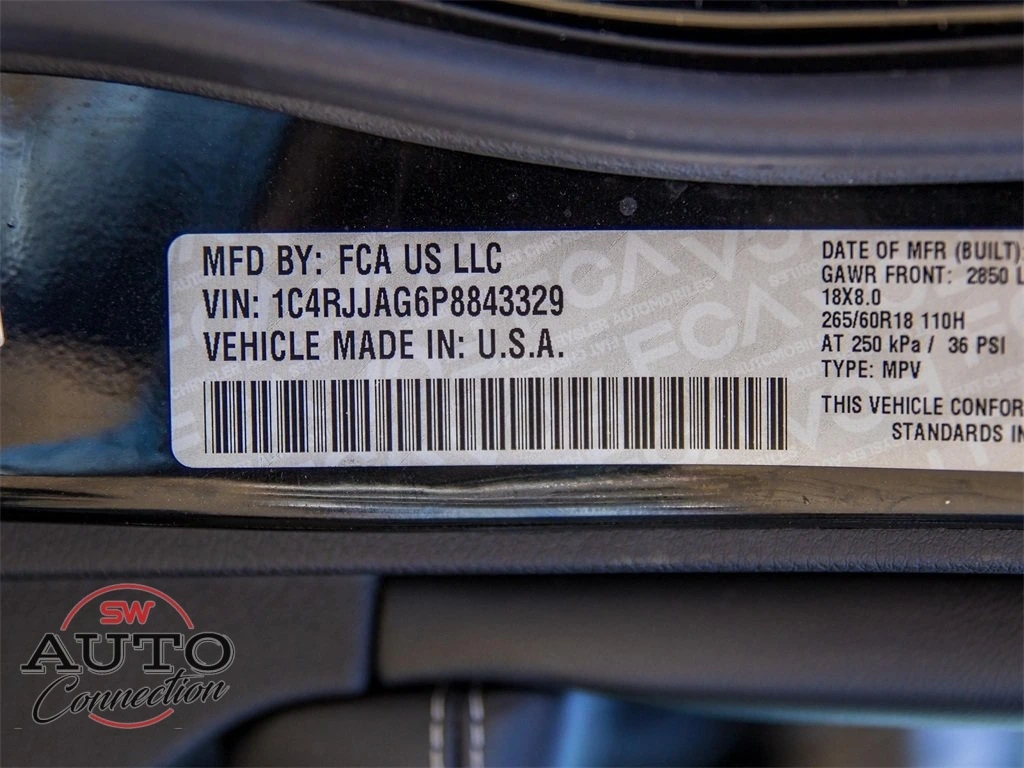 MFD BY: FCA US LLC
VIN: 1C4RJJAG6P8843329
VEHICLE MADE IN: U.S.A.
DATE OF MFR (BUILT)
GAWR FRONT: 2850 L
18X8.0
265/60R18 110H
AT 250 kPa / 36 PSI
TYPE: MPV
THIS VEHICLE CONFOR
STANDARDS IN
SW
AUTO
Connection